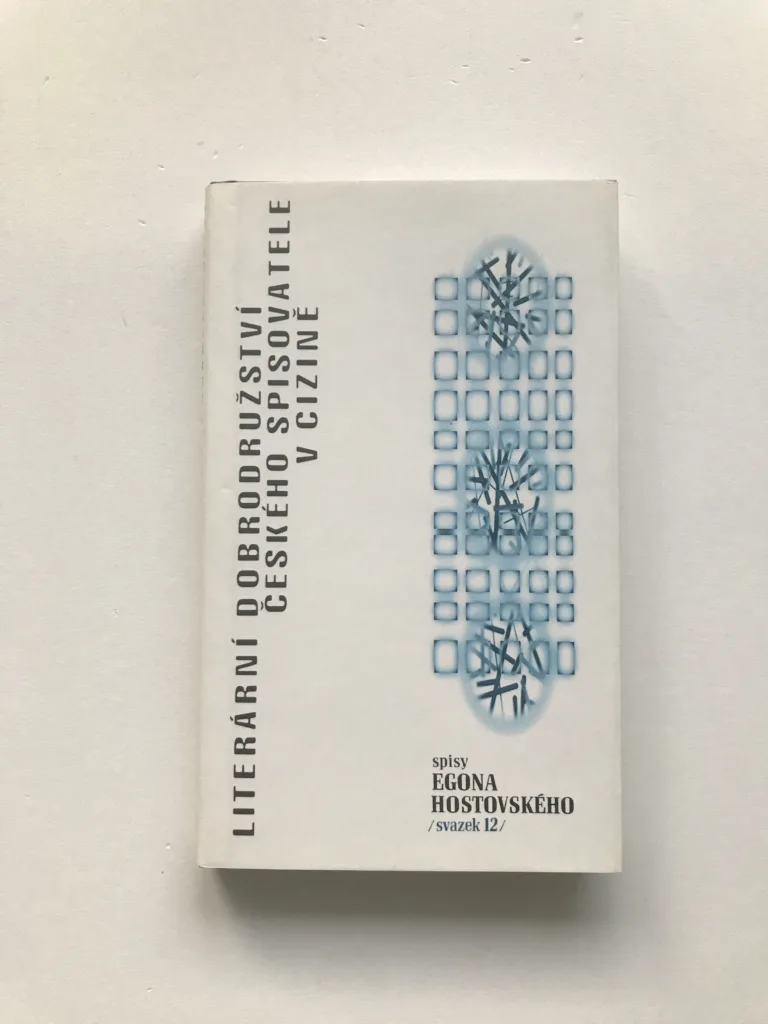 LITERÁRNÍ DOBRODRUŽSTVÍ
ČESKÉHO SPISOVATELE
V CIZINĚ
spisy
EGONA
HOSTOVSKÉHO
/svazek 12/